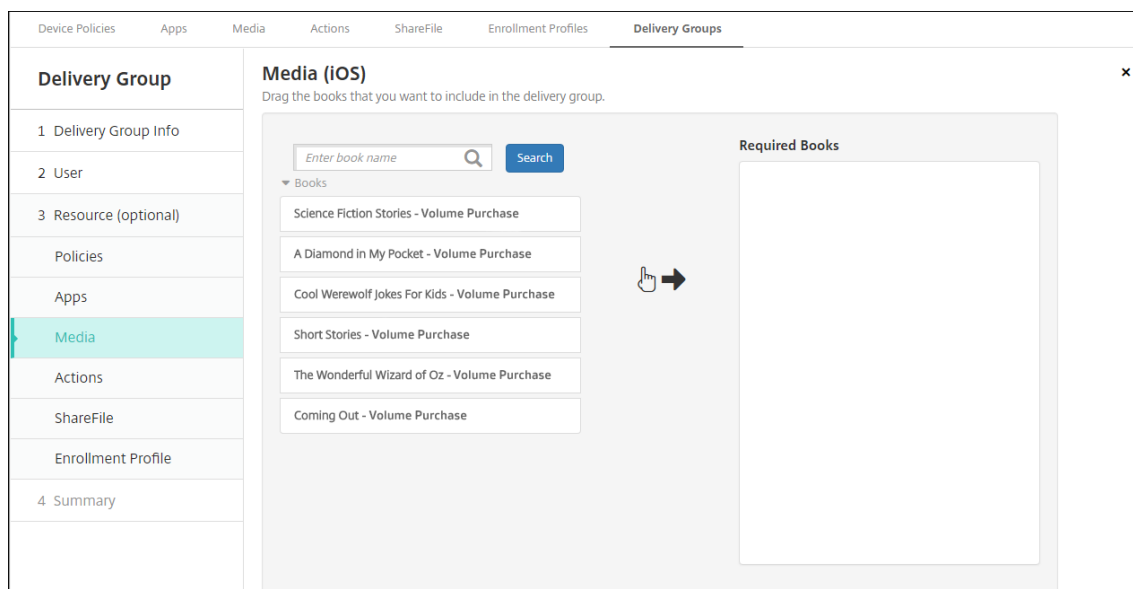 Device Policies Apps Media Actions ShareFile Enrollment Profiles Delivery Groups
Delivery Group
1 Delivery Group Info
2 User
3 Resource (optional)
Policies
Apps
Media
Actions
ShareFile
Enrollment Profile
4 Summary
Media (iOS)
Drag the books that you want to include in the delivery group.
Enter book name
Search
Books
Science Fiction Stories - Volume Purchase
A Diamond in My Pocket - Volume Purchase
Cool Werewolf Jokes For Kids - Volume Purchase
Short Stories - Volume Purchase
The Wonderful Wizard of Oz - Volume Purchase
Coming Out - Volume Purchase
Required Books